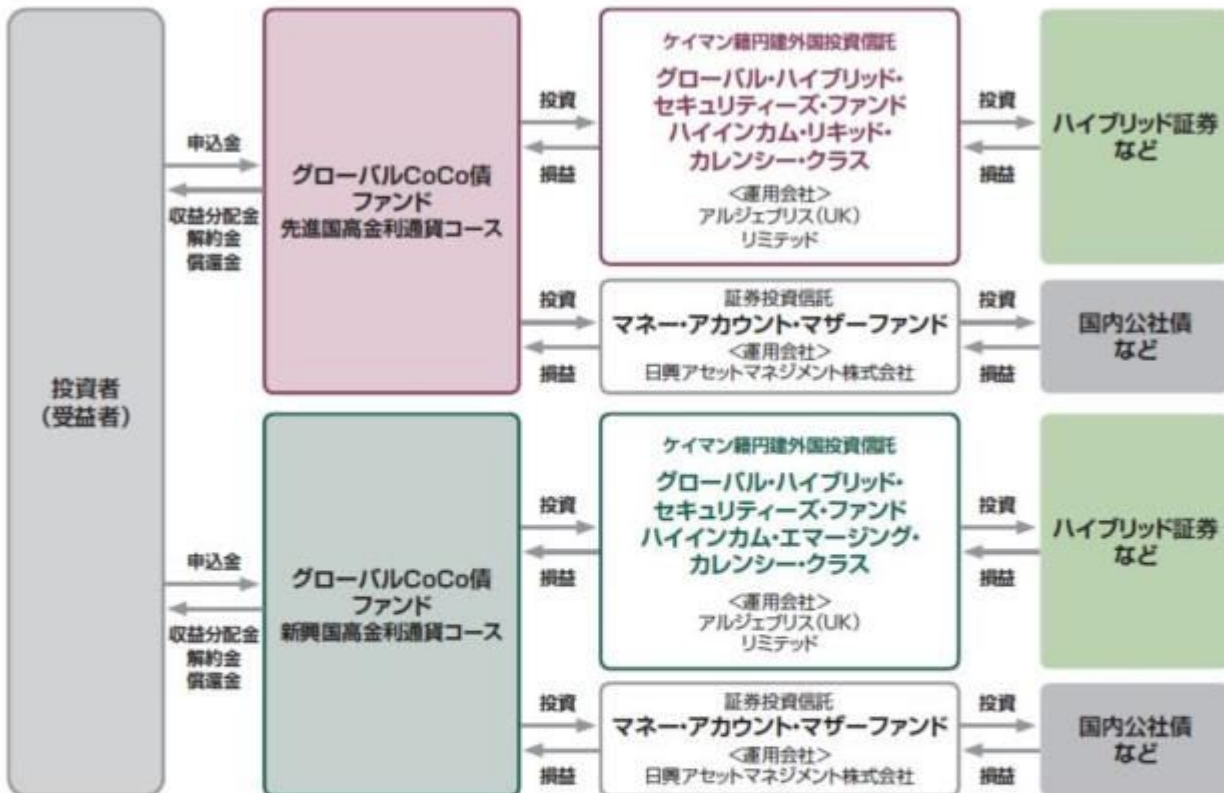 投資者
（受益者）
申込金
収益分配金
解約金
償還金
グローバルCoCo債
ファンド
先進国高金利通貨コース
投資
損益
ケイマン籍円建外国投資信託
グローバル・ハイブリッド・
セキュリティーズ・ファンド
ハイインカム・リキッド・
カレンシー・クラス
＜運用会社＞
アルジェブリス（UK）
リミテッド
投資
損益
ハイブリッド証券
など
投資
損益
証券投資信託
マネー・アカウント・マザーファンド
＜運用会社＞
日興アセットマネジメント株式会社
投資
損益
国内公社債
など
申込金
収益分配金
解約金
償還金
グローバルCoCo債
ファンド
新興国高金利通貨コース
投資
損益
ケイマン籍円建外国投資信託
グローバル・ハイブリッド・
セキュリティーズ・ファンド
ハイインカム・エマージング・
カレンシー・クラス
＜運用会社＞
アルジェブリス（UK）
リミテッド
投資
損益
ハイブリッド証券
など
投資
損益
証券投資信託
マネー・アカウント・マザーファンド
＜運用会社＞
日興アセットマネジメント株式会社
投資
損益
国内公社債
など